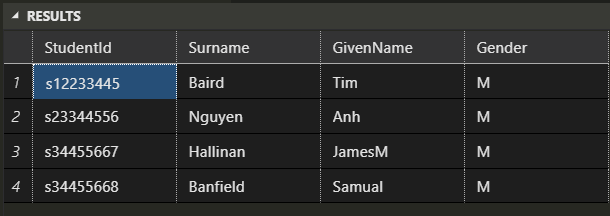 RESULTS
StudentId Surname GivenName Gender
1 s12233445 Baird Tim M
2 s23344556 Nguyen Anh M
3 s34455667 Hallinan JamesM M
4 s34455668 Banfield Samual M